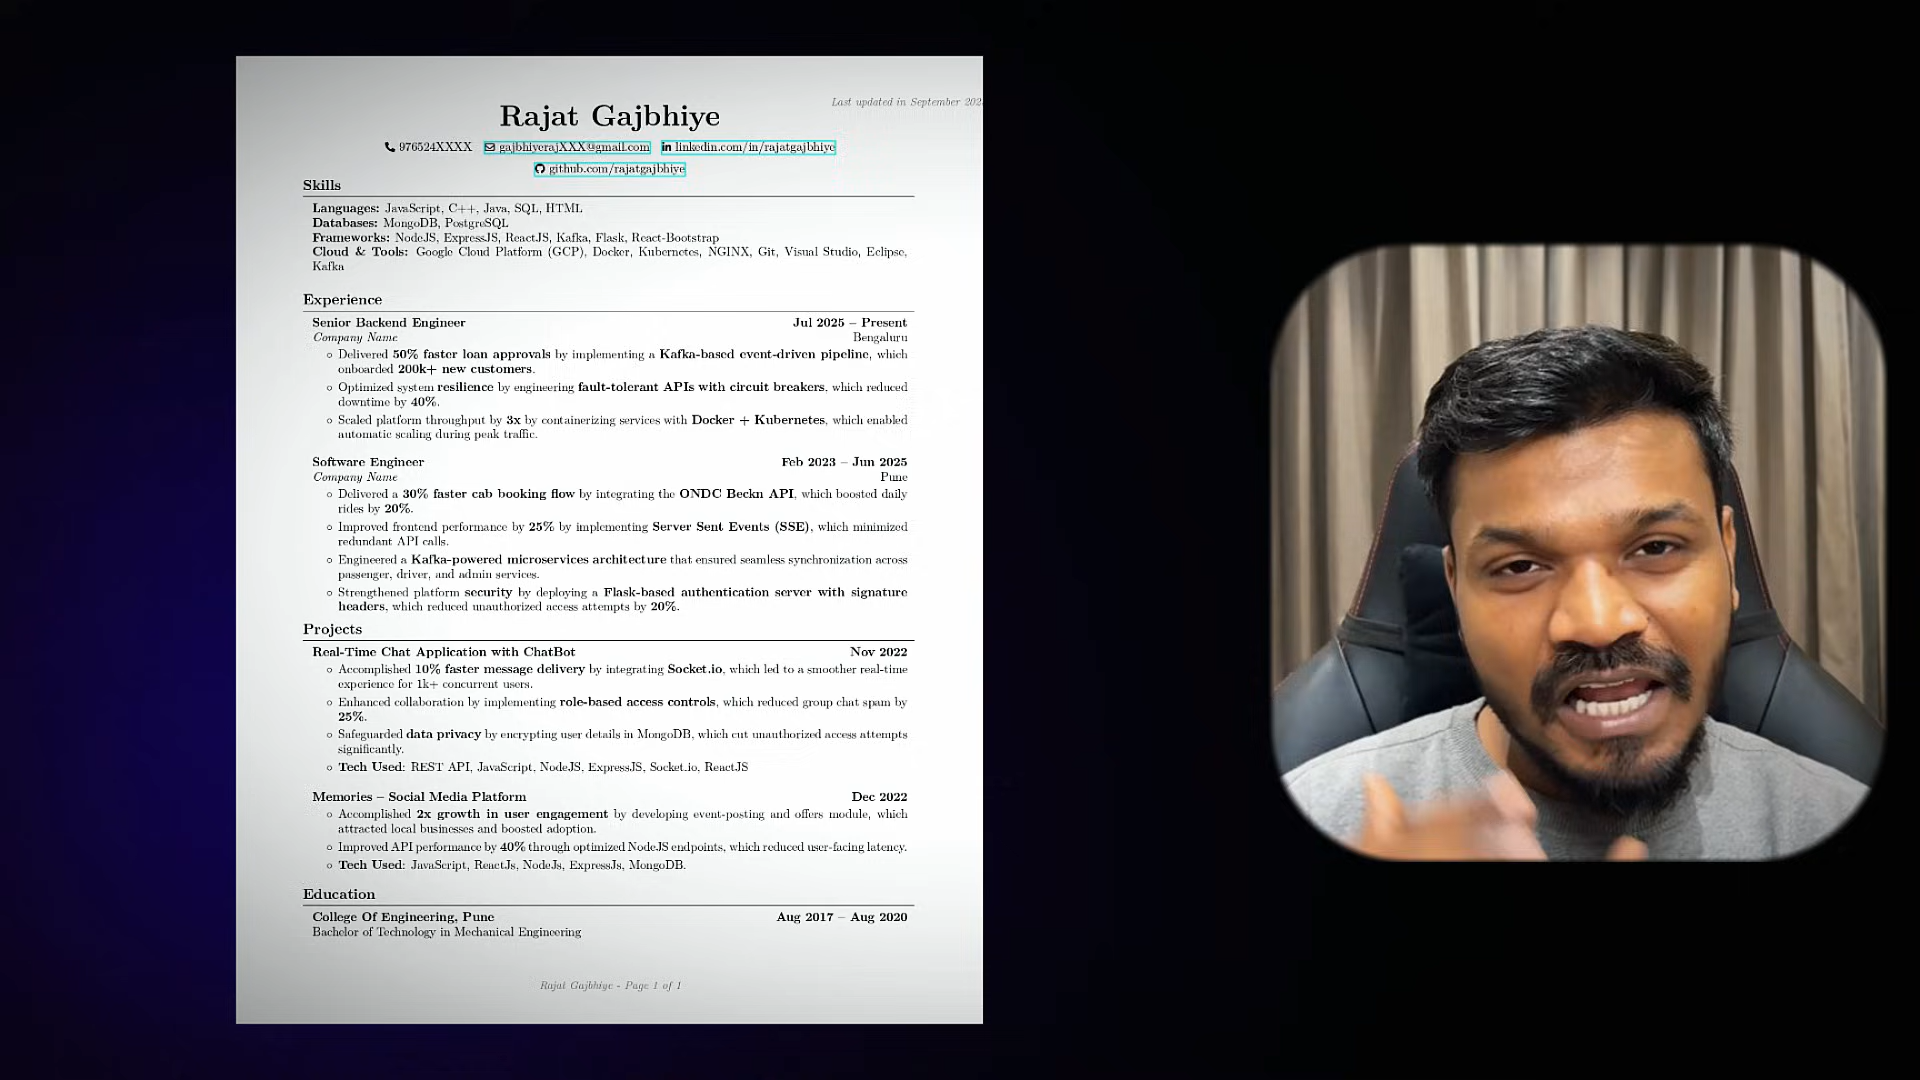 Last updated in September 202
Rajat Gajbhiye
976524XXXX gajbhiyerajXXX@gmail.com linkedin.com/in/rajatgajbhiye
github.com/rajatgajbhiye
Skills
Languages: JavaScript, C++, Java, SQL, HTML
Databases: MongoDB, PostgreSQL
Frameworks: NodeJS, ExpressJS, ReactJS, Kafka, Flask, React-Bootstrap
Cloud & Tools: Google Cloud Platform (GCP), Docker, Kubernetes, NGINX, Git, Visual Studio, Eclipse,
Kafka
Experience
Senior Backend Engineer Jul 2025 – Present
Company Name Bengaluru
Delivered 50% faster loan approvals by implementing a Kafka-based event-driven pipeline, which
onboarded 200k+ new customers.
Optimized system resilience by engineering fault-tolerant APIs with circuit breakers, which reduced
downtime by 40%.
Scaled platform throughput by 3x by containerizing services with Docker + Kubernetes, which enabled
automatic scaling during peak traffic.
Software Engineer Feb 2023 – Jun 2025
Company Name Pune
Delivered a 30% faster cab booking flow by integrating the ONDC Beckn API, which boosted daily
rides by 20%.
Improved frontend performance by 25% by implementing Server Sent Events (SSE), which minimized
redundant API calls.
Engineered a Kafka-powered microservices architecture that ensured seamless synchronization across
passenger, driver, and admin services.
Strengthened platform security by deploying a Flask-based authentication server with signature
headers, which reduced unauthorized access attempts by 20%.
Projects
Real-Time Chat Application with ChatBot Nov 2022
Accomplished 10% faster message delivery by integrating Socket.io, which led to a smoother real-time
experience for 1k+ concurrent users.
Enhanced collaboration by implementing role-based access controls, which reduced group chat spam by
25%.
Safeguarded data privacy by encrypting user details in MongoDB, which cut unauthorized access attempts
significantly.
Tech Used: REST API, JavaScript, NodeJS, ExpressJS, Socket.io, ReactJS
Memories – Social Media Platform Dec 2022
Accomplished 2x growth in user engagement by developing event-posting and offers module, which
attracted local businesses and boosted adoption.
Improved API performance by 40% through optimized NodeJS endpoints, which reduced user-facing latency.
Tech Used: JavaScript, ReactJs, NodeJs, ExpressJs, MongoDB.
Education
College Of Engineering, Pune Aug 2017 – Aug 2020
Bachelor of Technology in Mechanical Engineering
Rajat Gajbhiye - Page 1 of 1